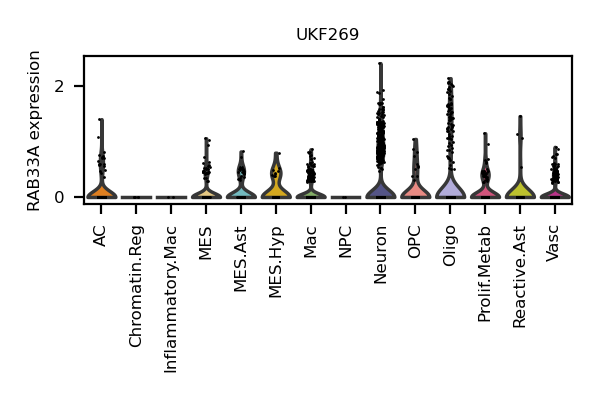 UKF269
RAB33A expression
2
0
AC
Chromatin.Reg
Inflammatory.Mac
MES
MES.Ast
MES.Hyp
Mac
NPC
Neuron
OPC
Oligo
Prolif.Metab
Reactive.Ast
Vasc